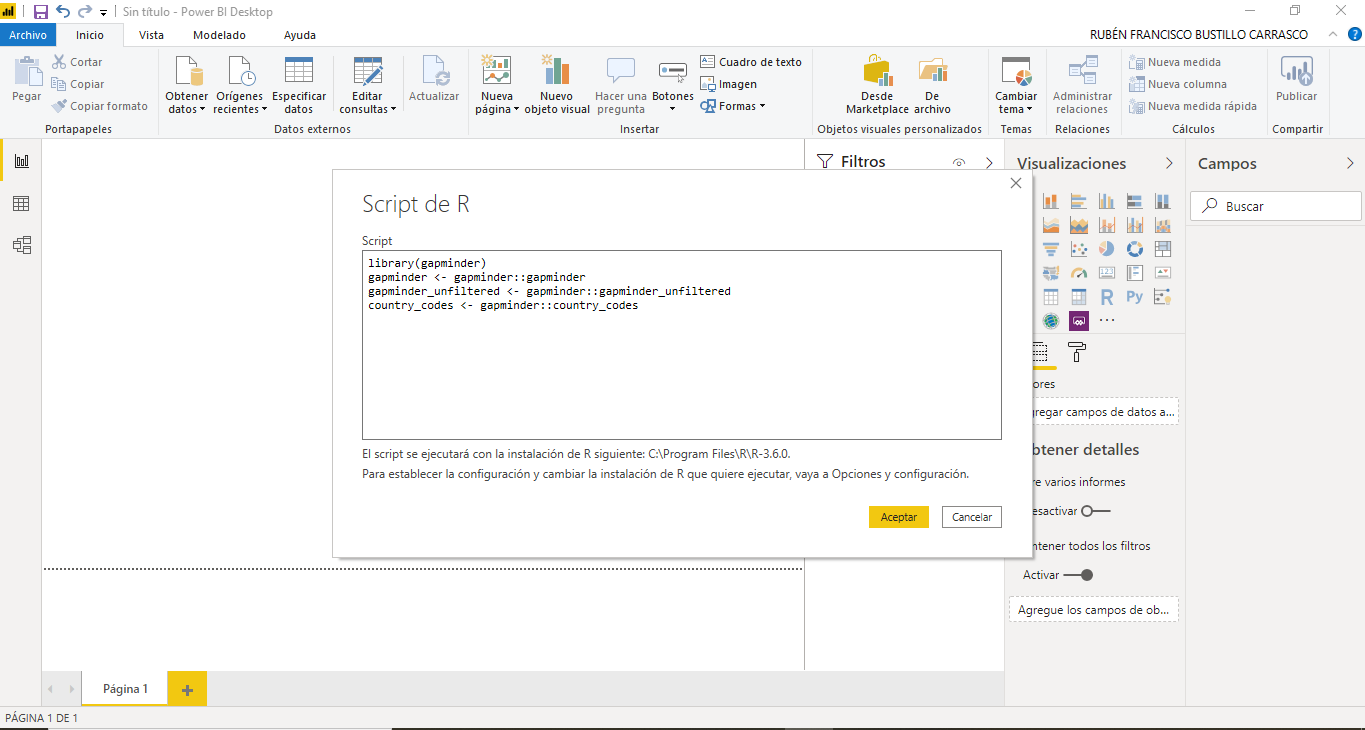 Sin título - Power BI Desktop
Archivo Inicio Vista Modelado Ayuda RUBÉN FRANCISCO BUSTILLO CARRASCO ?
Pegar
Cortar
Copiar
Copiar formato
Portapapeles
Obtener datos
Orígenes recientes
Especificar datos
Editar consultas
Datos externos
Actualizar
Nueva página
Nuevo objeto visual
Hacer una pregunta
Botones
Cuadro de texto
Imagen
Formas
Insertar
Desde Marketplace
De archivo
Objetos visuales personalizados
Cambiar tema
Temas
Administrar relaciones
Relaciones
Nueva medida
Nueva columna
Nueva medida rápida
Cálculos
Publicar
Compartir
Filtros
Visualizaciones
Campos
Buscar
Script de R
Script
library(gapminder)
gapminder <- gapminder::gapminder
gapminder_unfiltered <- gapminder::gapminder_unfiltered
country_codes <- gapminder::country_codes
El script se ejecutará con la instalación de R siguiente: C:\Program Files\R\R-3.6.0.
Para establecer la configuración y cambiar la instalación de R que quiere ejecutar, vaya a Opciones y configuración.
Aceptar Cancelar
123
R Py
ores
regar campos de datos a...
btener detalles
re varios informes
esactivar
ntener todos los filtros
Activar
Agregue los campos de ob...
Página 1
PÁGINA 1 DE 1